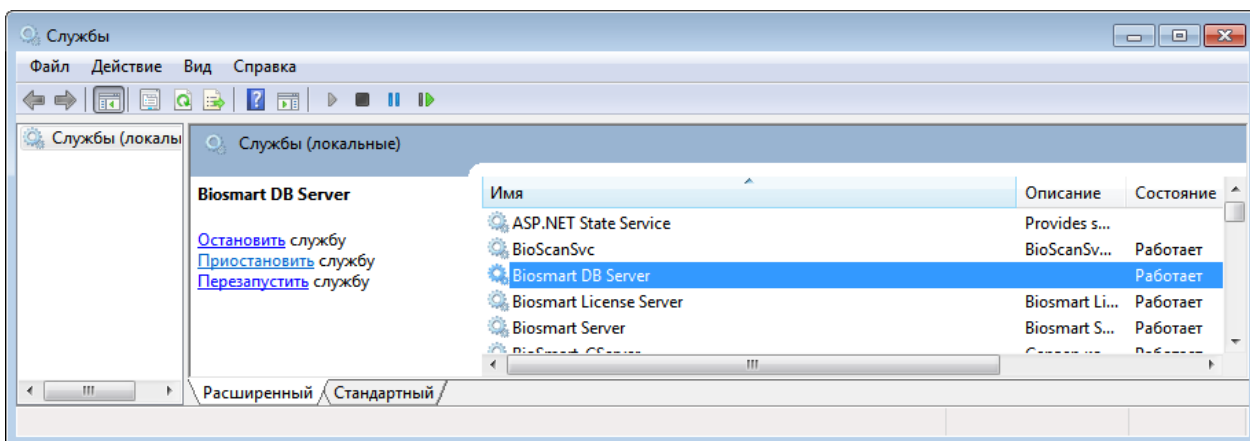 Службы
Файл Действие Вид Справка
Службы (локалы
Службы (локальные)
Biosmart DB Server
Остановить службу
Приостановить службу
Перезапустить службу
Имя Описание Состояние
ASP.NET State Service Provides s...
BioScanSvc BioScanSv... Работает
Biosmart DB Server Работает
Biosmart License Server Biosmart Li... Работает
Biosmart Server Biosmart S... Работает
Расширенный Стандартный